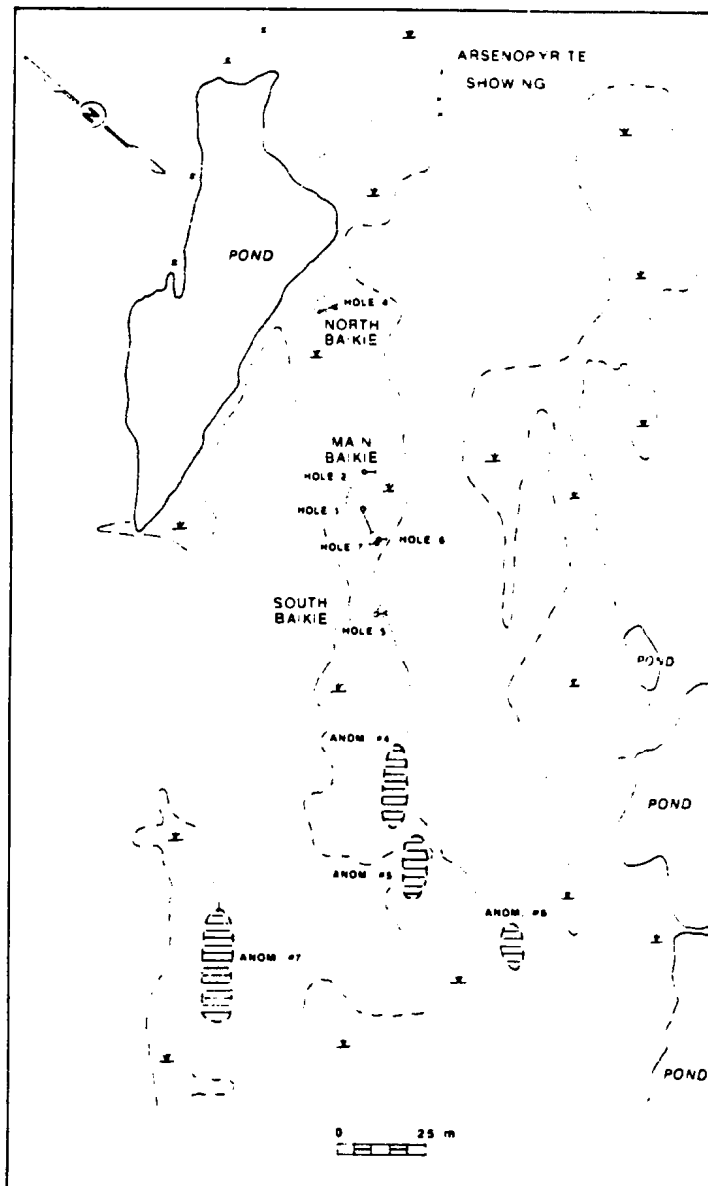 ARSENOPYRITE
SHOWING
N
POND
HOLE 4
NORTH
BAIKIE
MAIN
BAIKIE
HOLE 2
HOLE 1
HOLE 7
HOLE 6
SOUTH
BAIKIE
HOLE 5
POND
ANOM. #4
POND
ANOM. #5
ANOM. #6
ANOM #7
POND
0 25 m